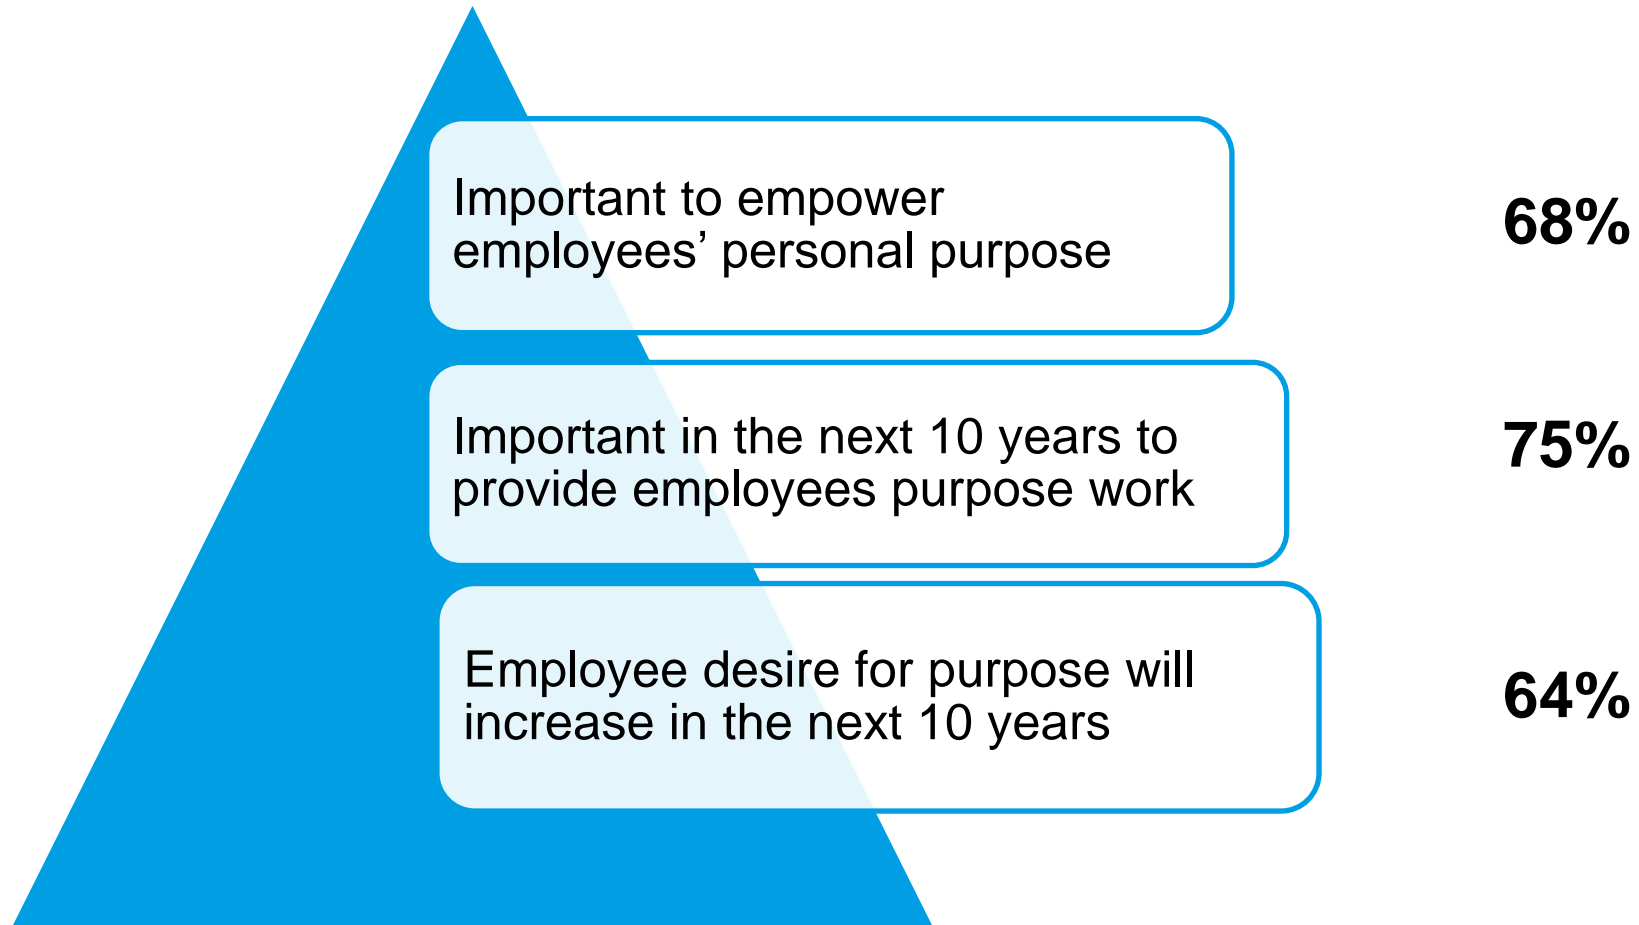 Important to empower
employees’ personal purpose
68%
Important in the next 10 years to
provide employees purpose work
75%
Employee desire for purpose will
increase in the next 10 years
64%